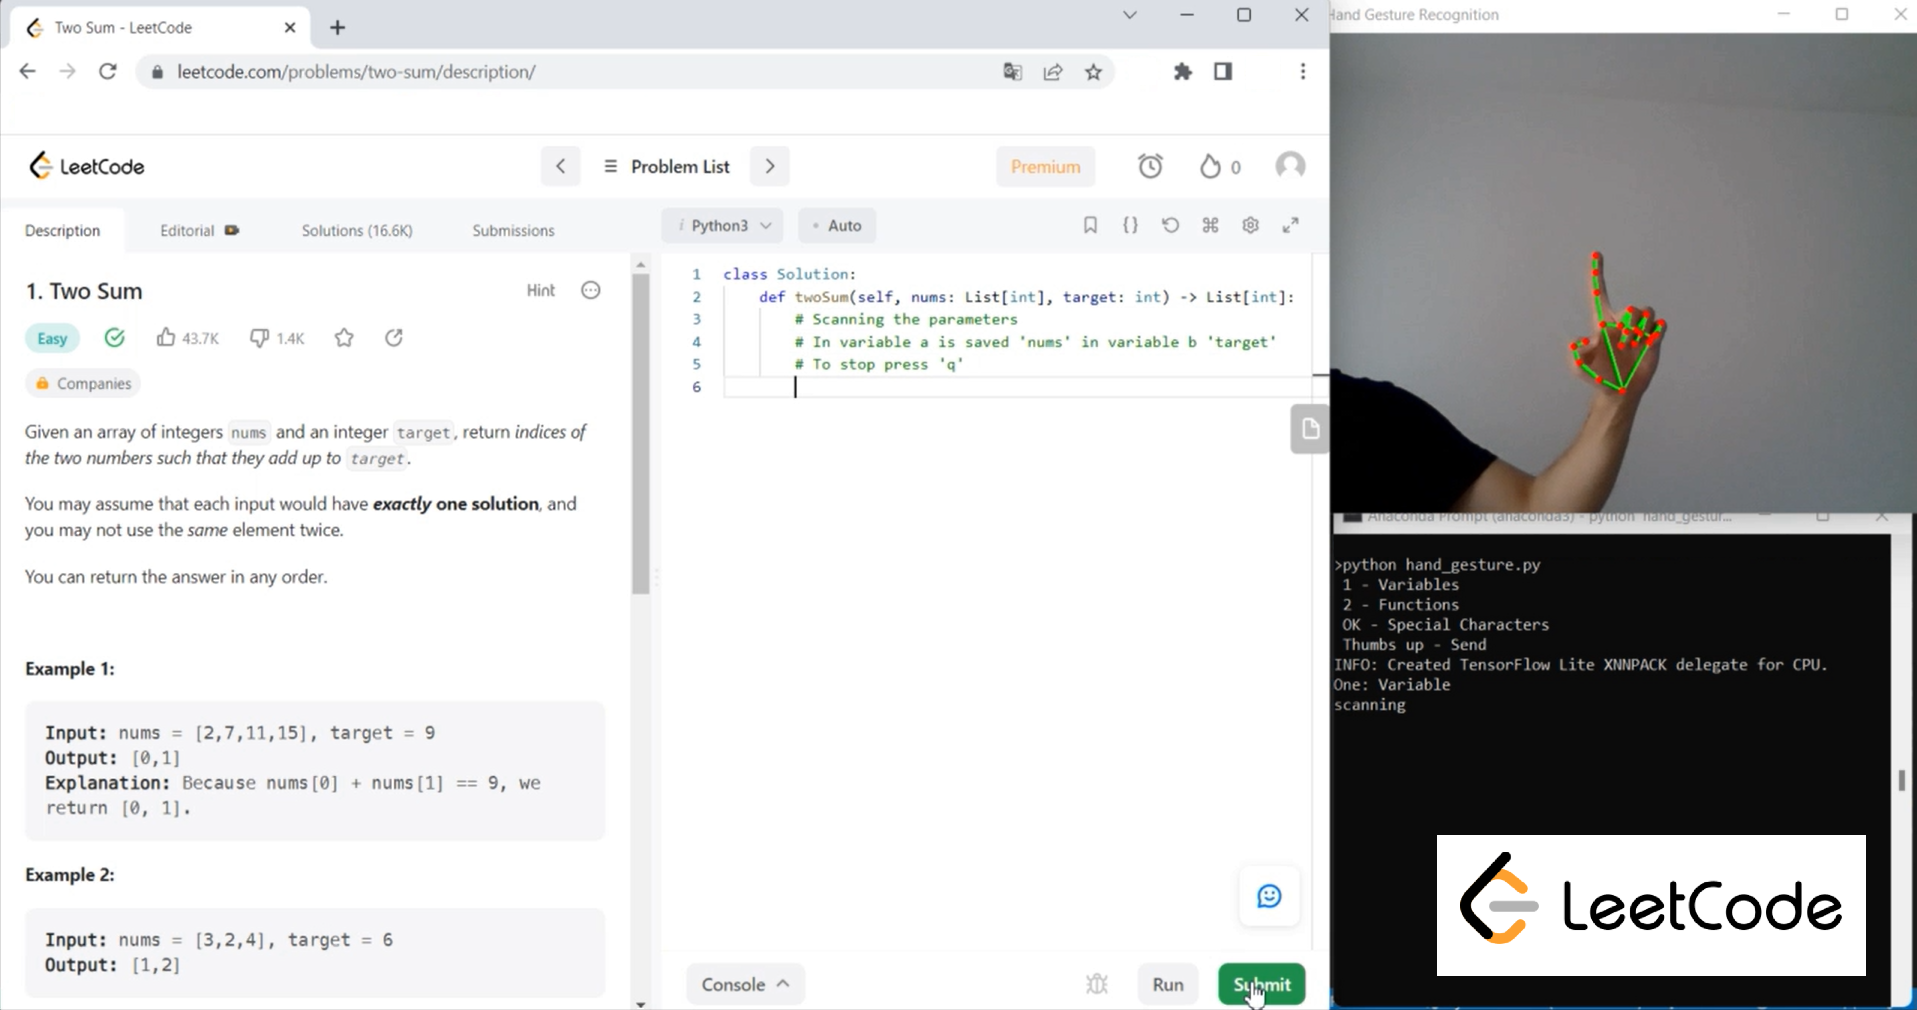 Two Sum - LeetCode
leetcode.com/problems/two-sum/description/
LeetCode
Problem List
Premium
0
Description
Editorial
Solutions (16.6K)
Submissions
1. Two Sum
Hint
Easy
43.7K
1.4K
Companies
Given an array of integers nums and an integer target, return indices of
the two numbers such that they add up to target.
You may assume that each input would have exactly one solution, and
you may not use the same element twice.
You can return the answer in any order.
Example 1:
Input: nums = [2,7,11,15], target = 9
Output: [0,1]
Explanation: Because nums[0] + nums[1] == 9, we
return [0, 1].
Example 2:
Input: nums = [3,2,4], target = 6
Output: [1,2]
i Python3
Auto
1 class Solution:
2 def twoSum(self, nums: List[int], target: int) -> List[int]:
3 # Scanning the parameters
4 # In variable a is saved 'nums' in variable b 'target'
5 # To stop press 'q'
6
Console
Run
Submit
Hand Gesture Recognition
Anaconda Prompt (anaconda3) - python hand_gestur...
>python hand_gesture.py
1 - Variables
2 - Functions
OK - Special Characters
Thumbs up - Send
INFO: Created TensorFlow Lite XNNPACK delegate for CPU.
One: Variable
scanning
LeetCode